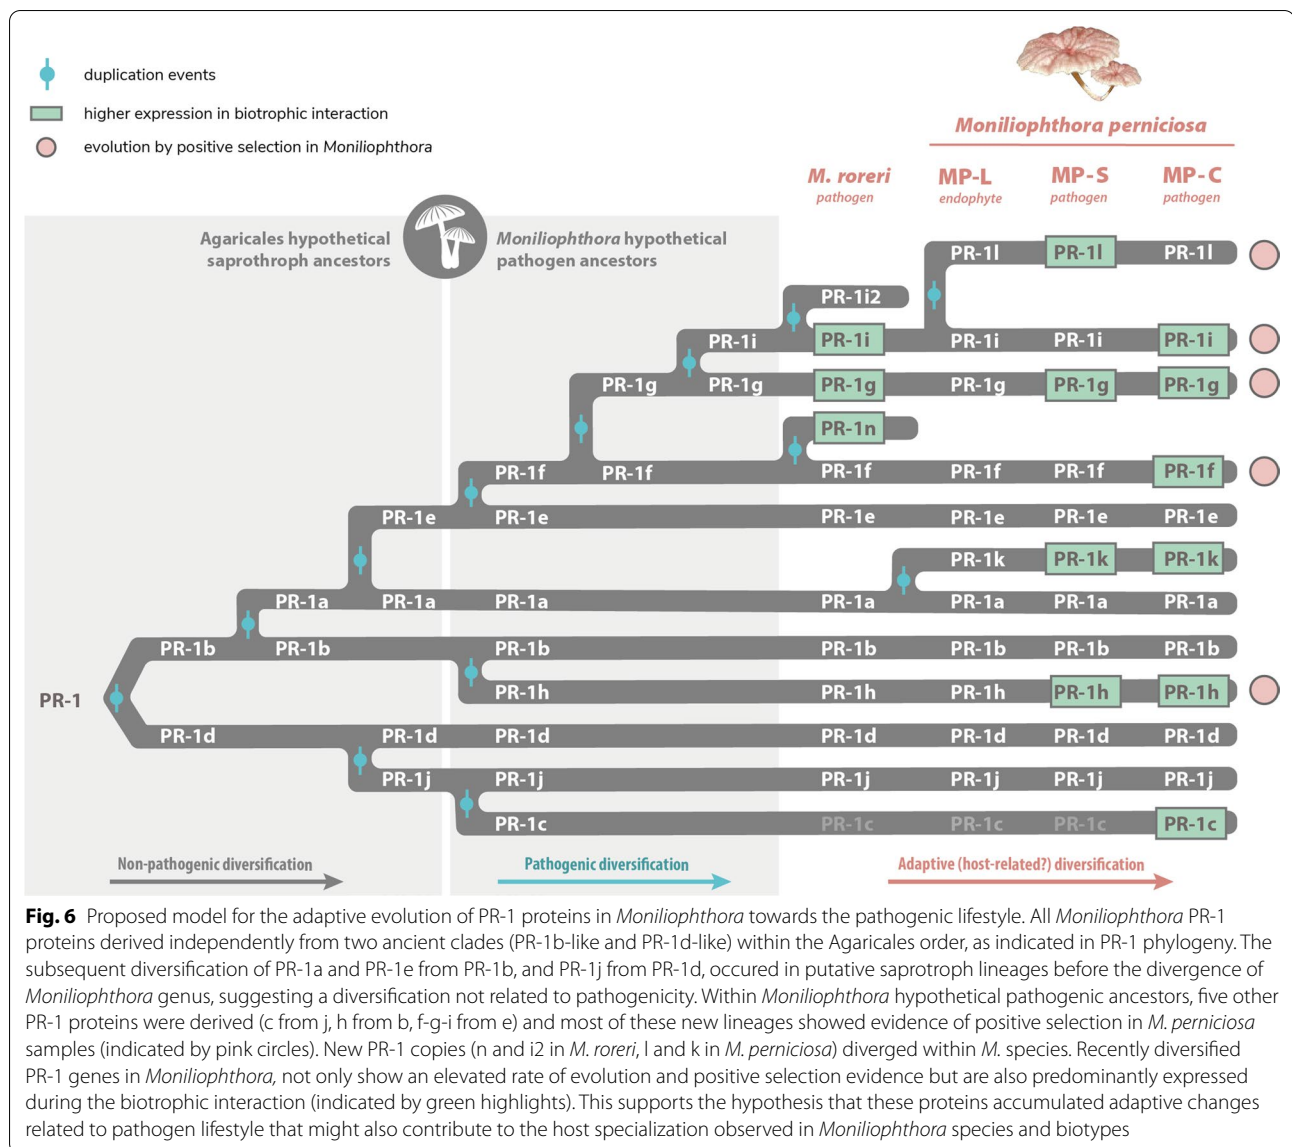 duplication events
higher expression in biotrophic interaction
evolution by positive selection in Moniliophthora
Moniliophthora perniciosa
M. roreri MP-L MP-S MP-C
pathogen endophyte pathogen pathogen
Agaricales hypothetical
saprothroph ancestors
Moniliophthora hypothetical
pathogen ancestors
PR-1l PR-1l PR-1l
PR-1i2
PR-1i PR-1i PR-1i PR-1i PR-1i
PR-1g PR-1g PR-1g PR-1g PR-1g PR-1g
PR-1n
PR-1f PR-1f PR-1f PR-1f PR-1f PR-1f
PR-1e PR-1e PR-1e PR-1e PR-1e PR-1e
PR-1k PR-1k PR-1k
PR-1a PR-1a PR-1a PR-1a PR-1a PR-1a PR-1a
PR-1b PR-1b PR-1b PR-1b PR-1b PR-1b PR-1b
PR-1h PR-1h PR-1h PR-1h PR-1h
PR-1
PR-1d PR-1d PR-1d PR-1d PR-1d PR-1d PR-1d
PR-1j PR-1j PR-1j PR-1j PR-1j PR-1j
PR-1c PR-1c PR-1c PR-1c PR-1c
Non-pathogenic diversification Pathogenic diversification Adaptive (host-related?) diversification
Fig. 6 Proposed model for the adaptive evolution of PR-1 proteins in Moniliophthora towards the pathogenic lifestyle. All Moniliophthora PR-1
proteins derived independently from two ancient clades (PR-1b-like and PR-1d-like) within the Agaricales order, as indicated in PR-1 phylogeny. The
subsequent diversification of PR-1a and PR-1e from PR-1b, and PR-1j from PR-1d, occured in putative saprotroph lineages before the divergence of
Moniliophthora genus, suggesting a diversification not related to pathogenicity. Within Moniliophthora hypothetical pathogenic ancestors, five other
PR-1 proteins were derived (c from j, h from b, f-g-i from e) and most of these new lineages showed evidence of positive selection in M. perniciosa
samples (indicated by pink circles). New PR-1 copies (n and i2 in M. roreri, l and k in M. perniciosa) diverged within M. species. Recently diversified
PR-1 genes in Moniliophthora, not only show an elevated rate of evolution and positive selection evidence but are also predominantly expressed
during the biotrophic interaction (indicated by green highlights). This supports the hypothesis that these proteins accumulated adaptive changes
related to pathogen lifestyle that might also contribute to the host specialization observed in Moniliophthora species and biotypes